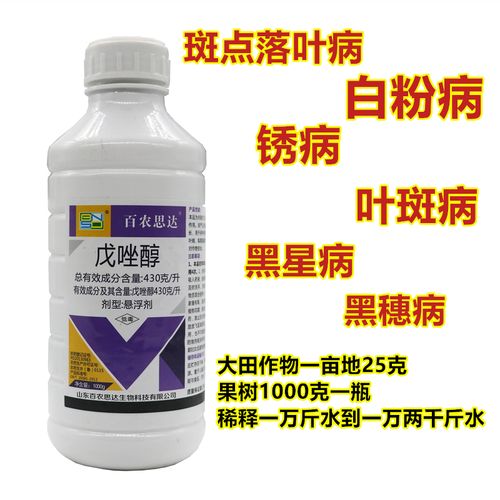 斑点落叶病
白粉病
锈病
叶斑病
黑星病
黑穗病
大田作物一亩地25克
果树1000克一瓶
稀释一万斤水到一万两千斤水
百农思达
戊唑醇
总有效成分含量:430克/升
有效成分及其含量:戊唑醇430克/升
剂型:悬浮剂
低毒
净含量:1000g
山东百农思达生物科技有限公司